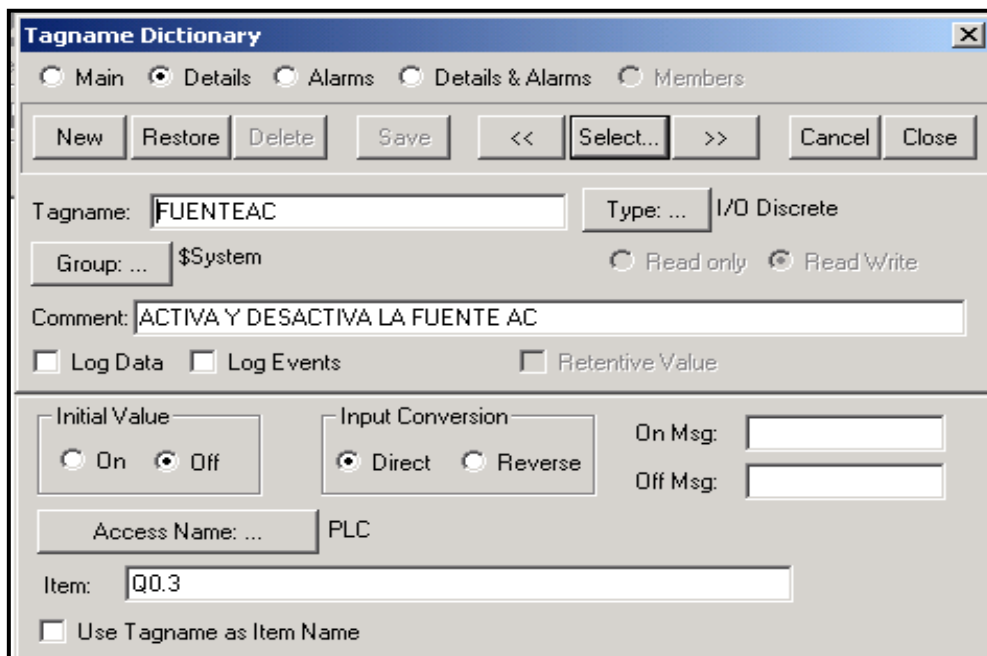 Tagname Dictionary
Main Details Alarms Details & Alarms Members
New Restore Delete Save << Select... >> Cancel Close
Tagname: FUENTEAC Type: ... I/O Discrete
Group: ... $System Read only Read Write
Comment: ACTIVA Y DESACTIVA LA FUENTE AC
Log Data Log Events Retentive Value
Initial Value Input Conversion On Msg:
On Off Direct Reverse Off Msg:
Access Name: ... PLC
Item: Q0.3
Use Tagname as Item Name